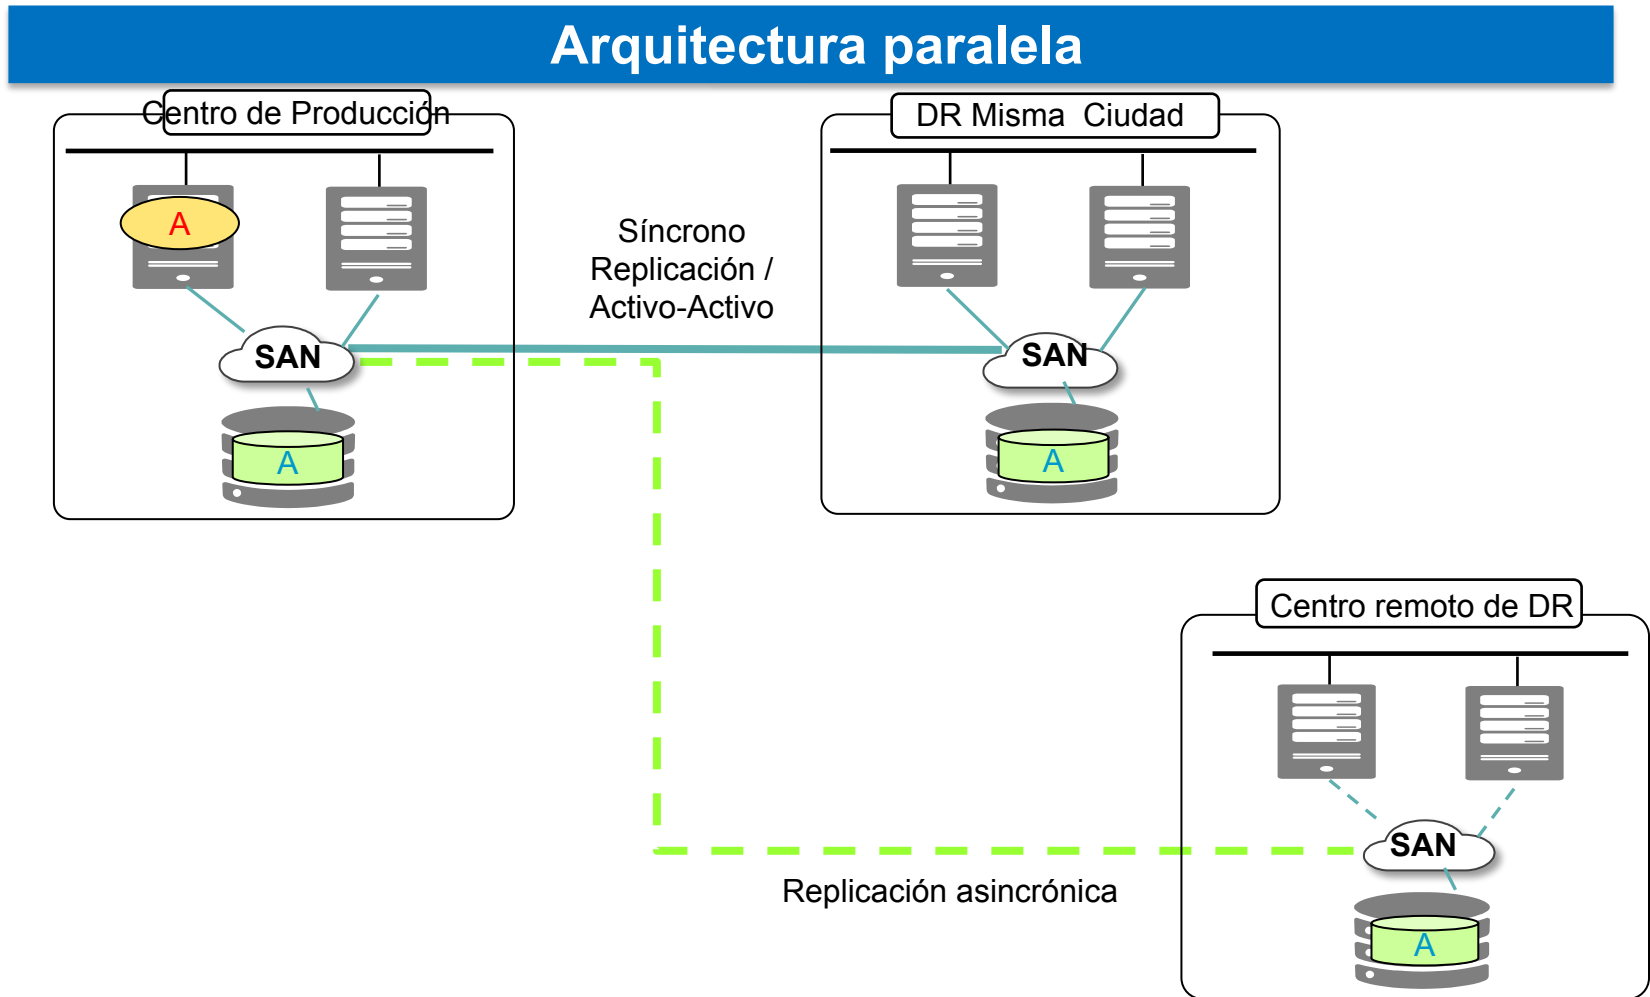 Arquitectura paralela
Centro de Producción
DR Misma  Ciudad
A
Síncrono
Replicación /
Activo-Activo
SAN
SAN
A
A
Centro remoto de DR
SAN
Replicación asincrónica
A